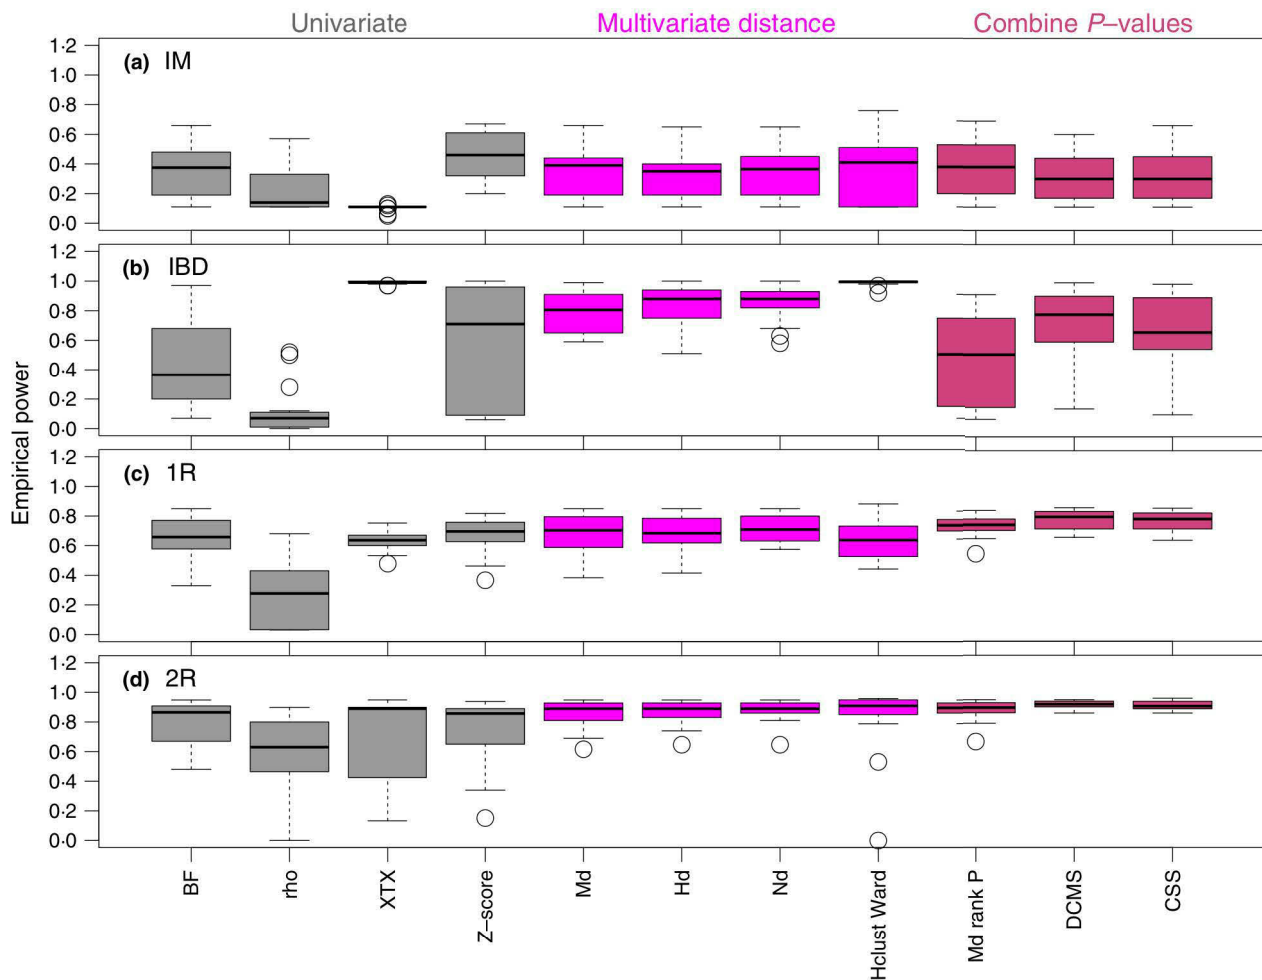 Univariate Multivariate distance Combine P–values
Empirical power
(a) IM
1·2
1·0
0·8
0·6
0·4
0·2
0·0
(b) IBD
1·2
1·0
0·8
0·6
0·4
0·2
0·0
(c) 1R
1·2
1·0
0·8
0·6
0·4
0·2
0·0
(d) 2R
1·2
1·0
0·8
0·6
0·4
0·2
0·0
BF
rho
XTX
Z–score
Md
Hd
Nd
Hclust Ward
Md rank P
DCMS
CSS